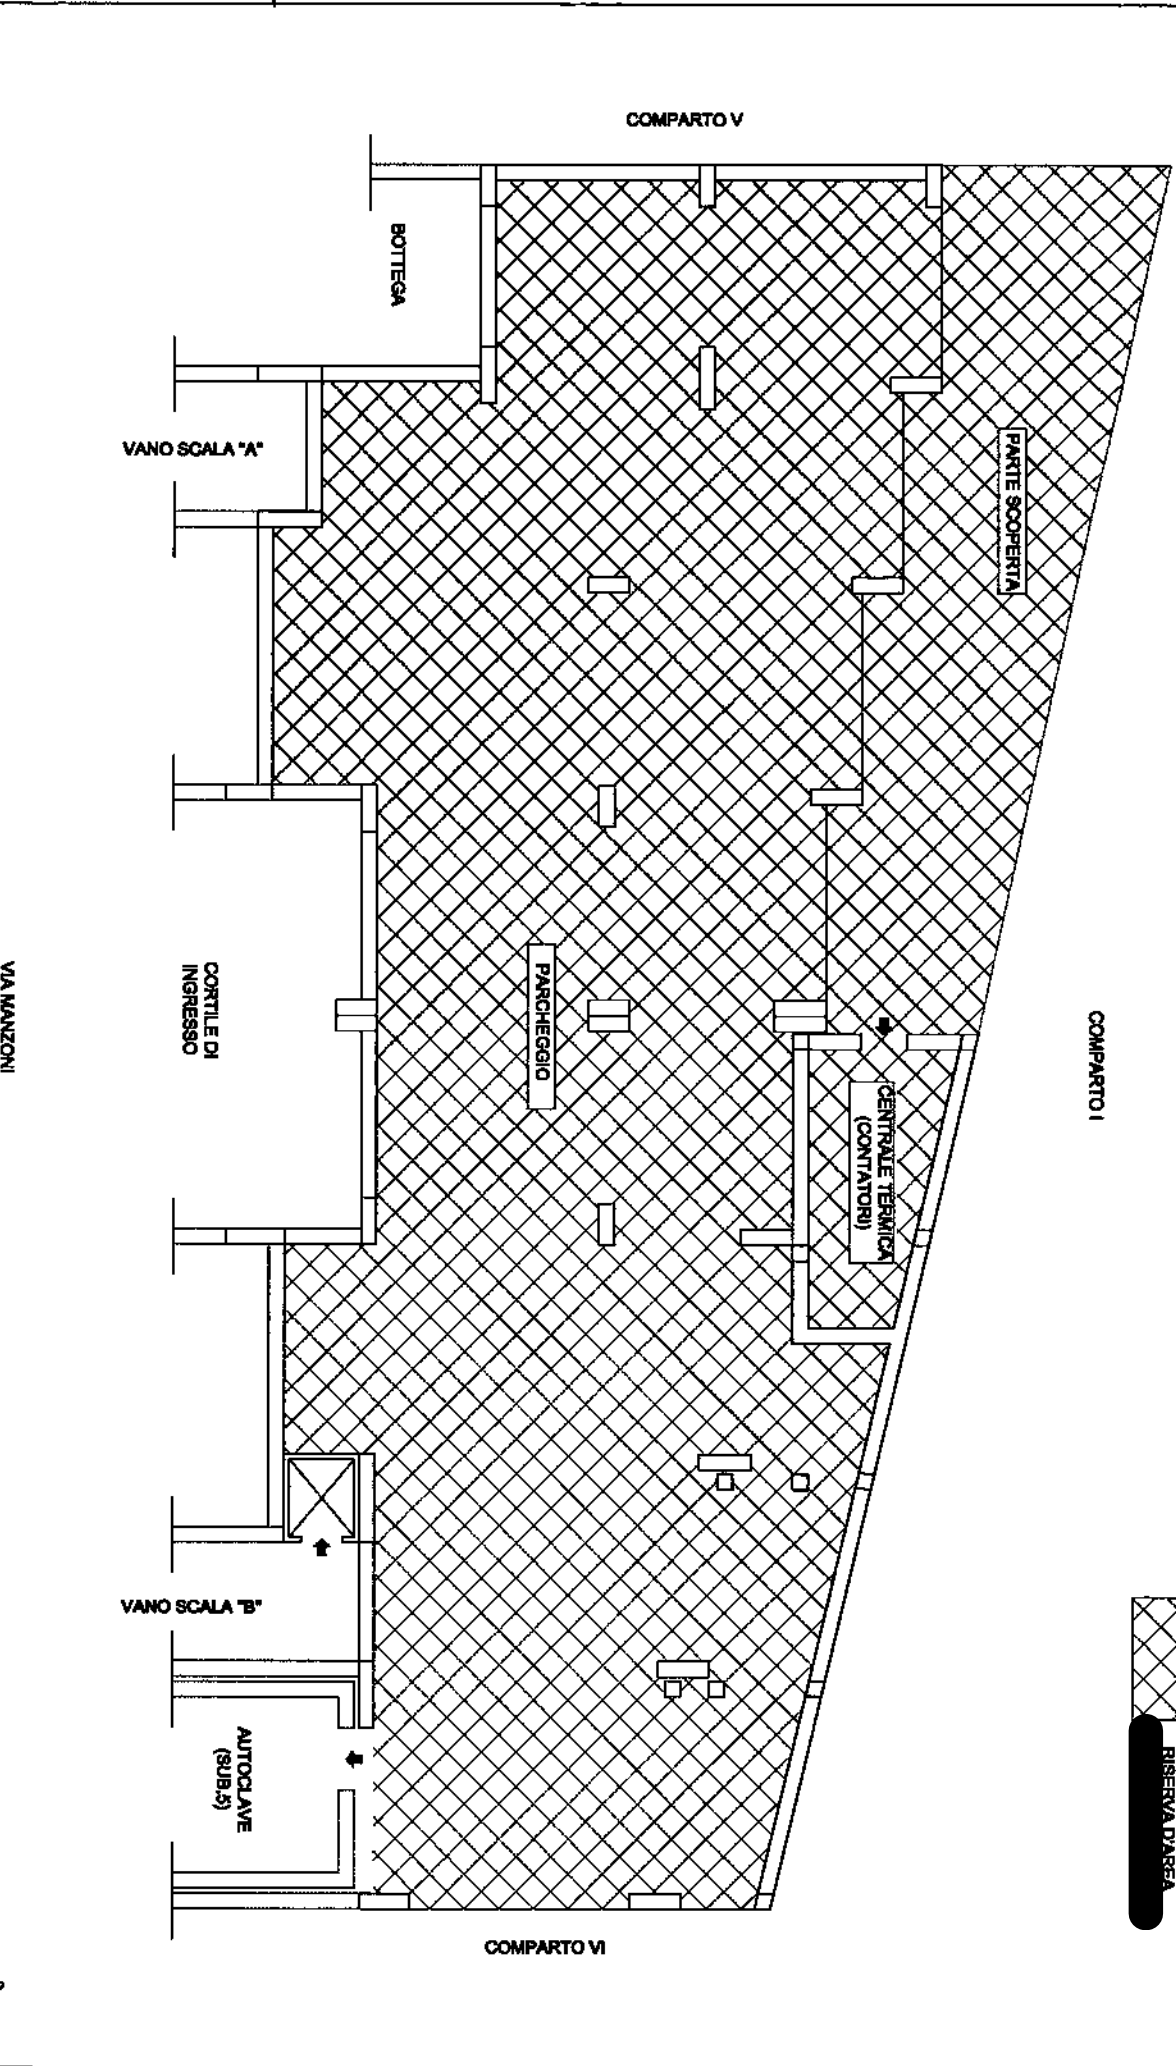 COMPARTO V
BOTTEGA
PARTE SCOPERTA
VANO SCALA "A"
VIA MANZONI
CORTILE DI
INGRESSO
PARCHEGGIO
COMPARTO I
CENTRALE TERMICA
(CONTATORI)
VANO SCALA "B"
AUTOCLAVE
(SUB.5)
RISERVA D'AREA
COMPARTO VI